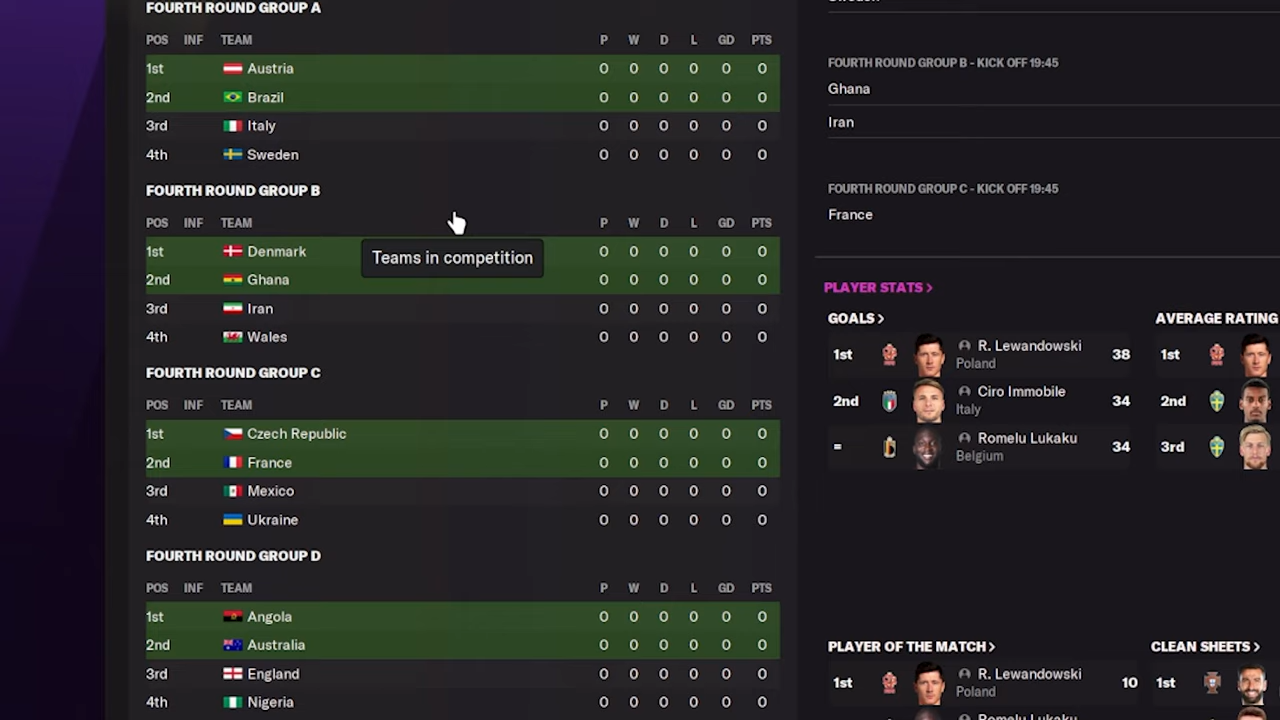 FOURTH ROUND GROUP A
POS INF TEAM P W D L GD PTS
1st Austria 0 0 0 0 0 0
2nd Brazil 0 0 0 0 0 0
3rd Italy 0 0 0 0 0 0
4th Sweden 0 0 0 0 0 0
FOURTH ROUND GROUP B
POS INF TEAM P W D L GD PTS
1st Denmark 0 0 0 0 0 0
Teams in competition
2nd Ghana 0 0 0 0 0 0
3rd Iran 0 0 0 0 0 0
4th Wales 0 0 0 0 0 0
FOURTH ROUND GROUP C
POS INF TEAM P W D L GD PTS
1st Czech Republic 0 0 0 0 0 0
2nd France 0 0 0 0 0 0
3rd Mexico 0 0 0 0 0 0
4th Ukraine 0 0 0 0 0 0
FOURTH ROUND GROUP D
POS INF TEAM P W D L GD PTS
1st Angola 0 0 0 0 0 0
2nd Australia 0 0 0 0 0 0
3rd England 0 0 0 0 0 0
4th Nigeria 0 0 0 0 0 0
Sweden
FOURTH ROUND GROUP B - KICK OFF 19:45
Ghana
Iran
FOURTH ROUND GROUP C - KICK OFF 19:45
France
PLAYER STATS >
GOALS >
1st R. Lewandowski 38
Poland
2nd Ciro Immobile 34
Italy
= Romelu Lukaku 34
Belgium
AVERAGE RATING
1st
2nd
3rd
PLAYER OF THE MATCH >
1st R. Lewandowski 10
Poland
Romelu Lukaku
CLEAN SHEETS >
1st